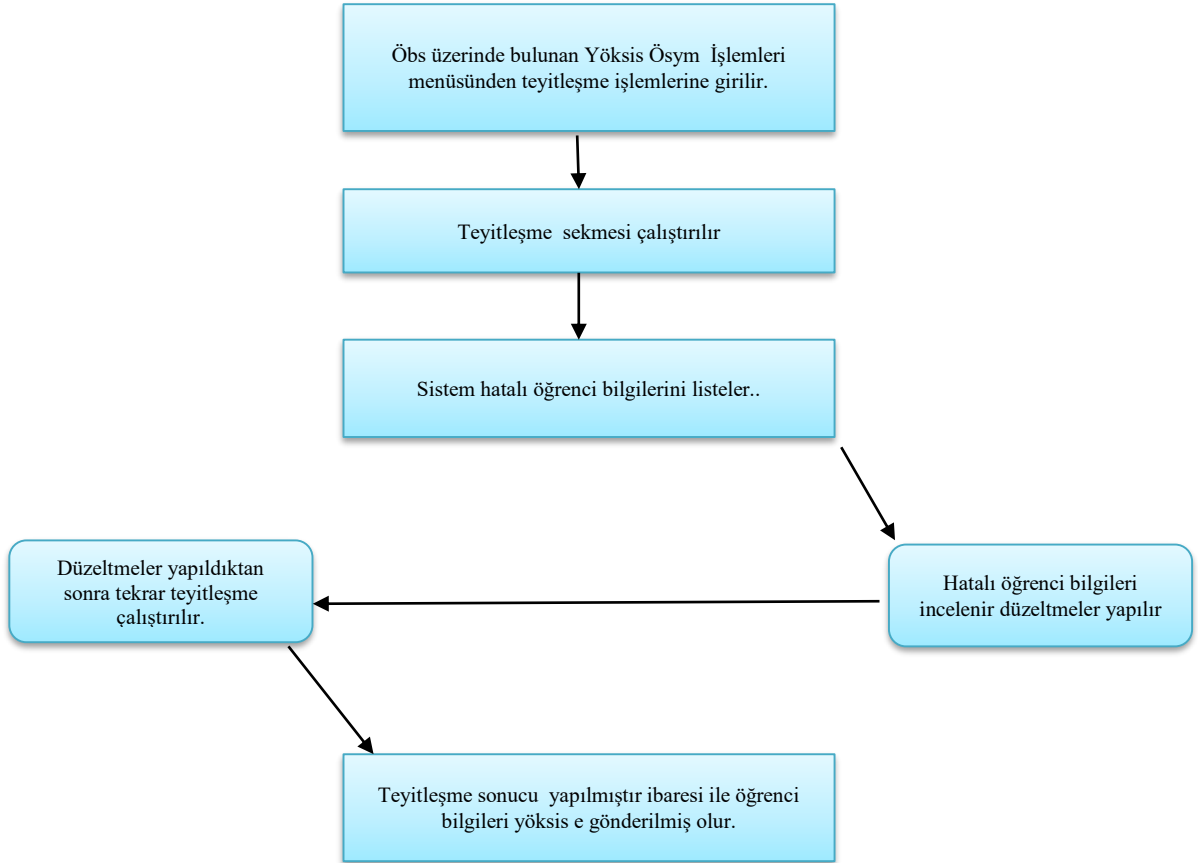 Öbs üzerinde bulunan Yöksis Ösym  İşlemleri
menüsünden teyitleşme işlemlerine girilir.
Teyitleşme  sekmesi çalıştırılır
Sistem hatalı öğrenci bilgilerini listeler..
Hatalı öğrenci bilgileri
incelenir düzeltmeler yapılır
Düzeltmeler yapıldıktan
sonra tekrar teyitleşme
çalıştırılır.
Teyitleşme sonucu  yapılmıştır ibaresi ile öğrenci
bilgileri yöksis e gönderilmiş olur.